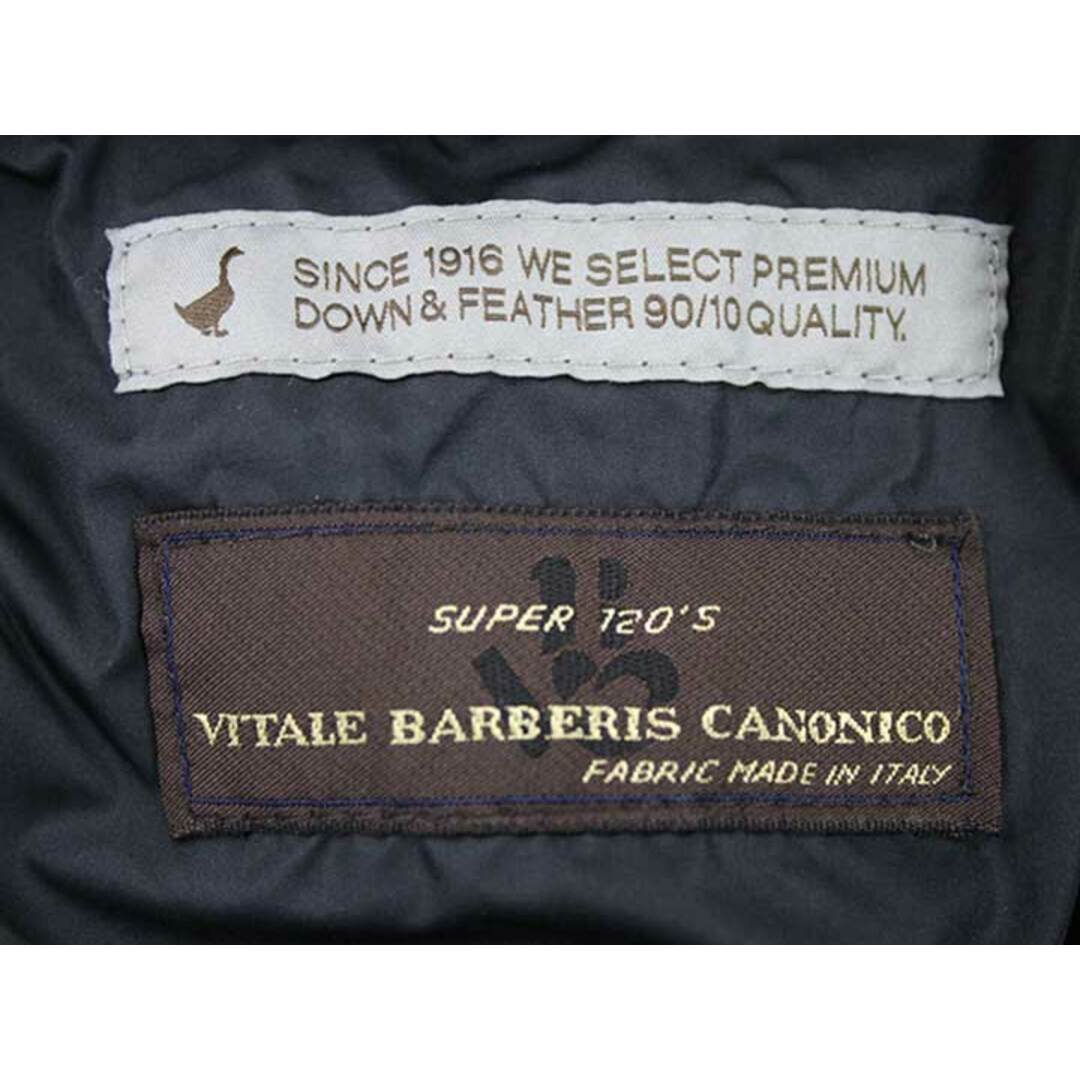 SINCE 1916 WE SELECT PREMIUM
DOWN & FEATHER 90/10 QUALITY.
SUPER 120'S
VITALE BARBERIS CANONICO
FABRIC MADE IN ITALY